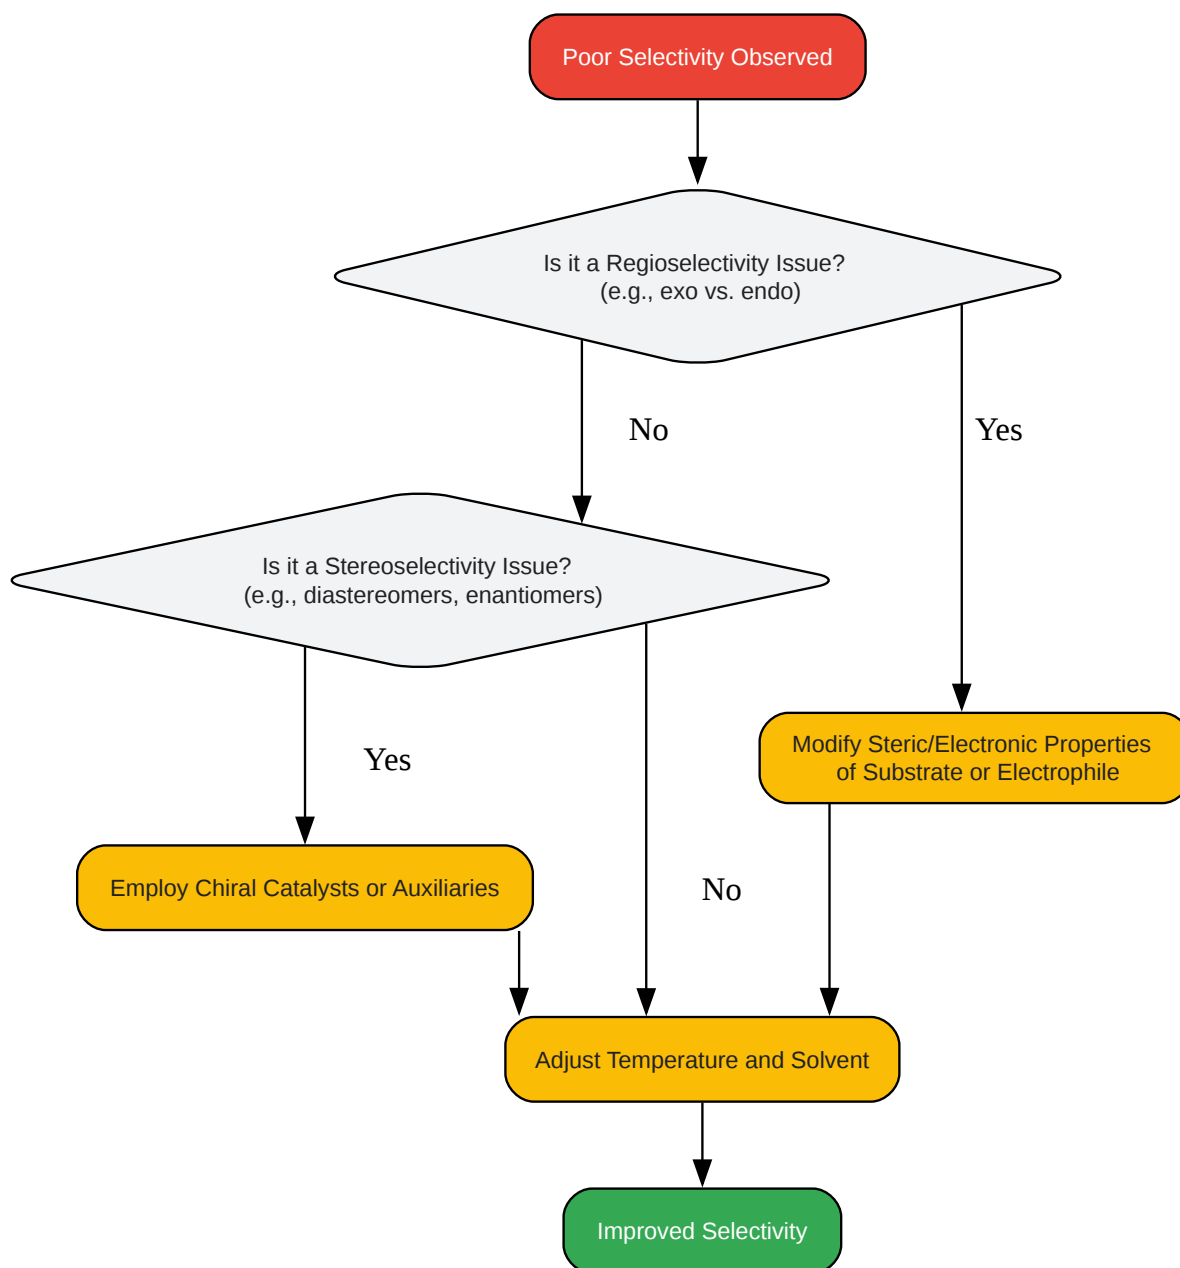 Poor Selectivity Observed
Is it a Regioselectivity Issue?
(e.g., exo vs. endo)
No
Yes
Is it a Stereoselectivity Issue?
(e.g., diastereomers, enantiomers)
Modify Steric/Electronic Properties
of Substrate or Electrophile
Yes
Employ Chiral Catalysts or Auxiliaries
No
Adjust Temperature and Solvent
Improved Selectivity